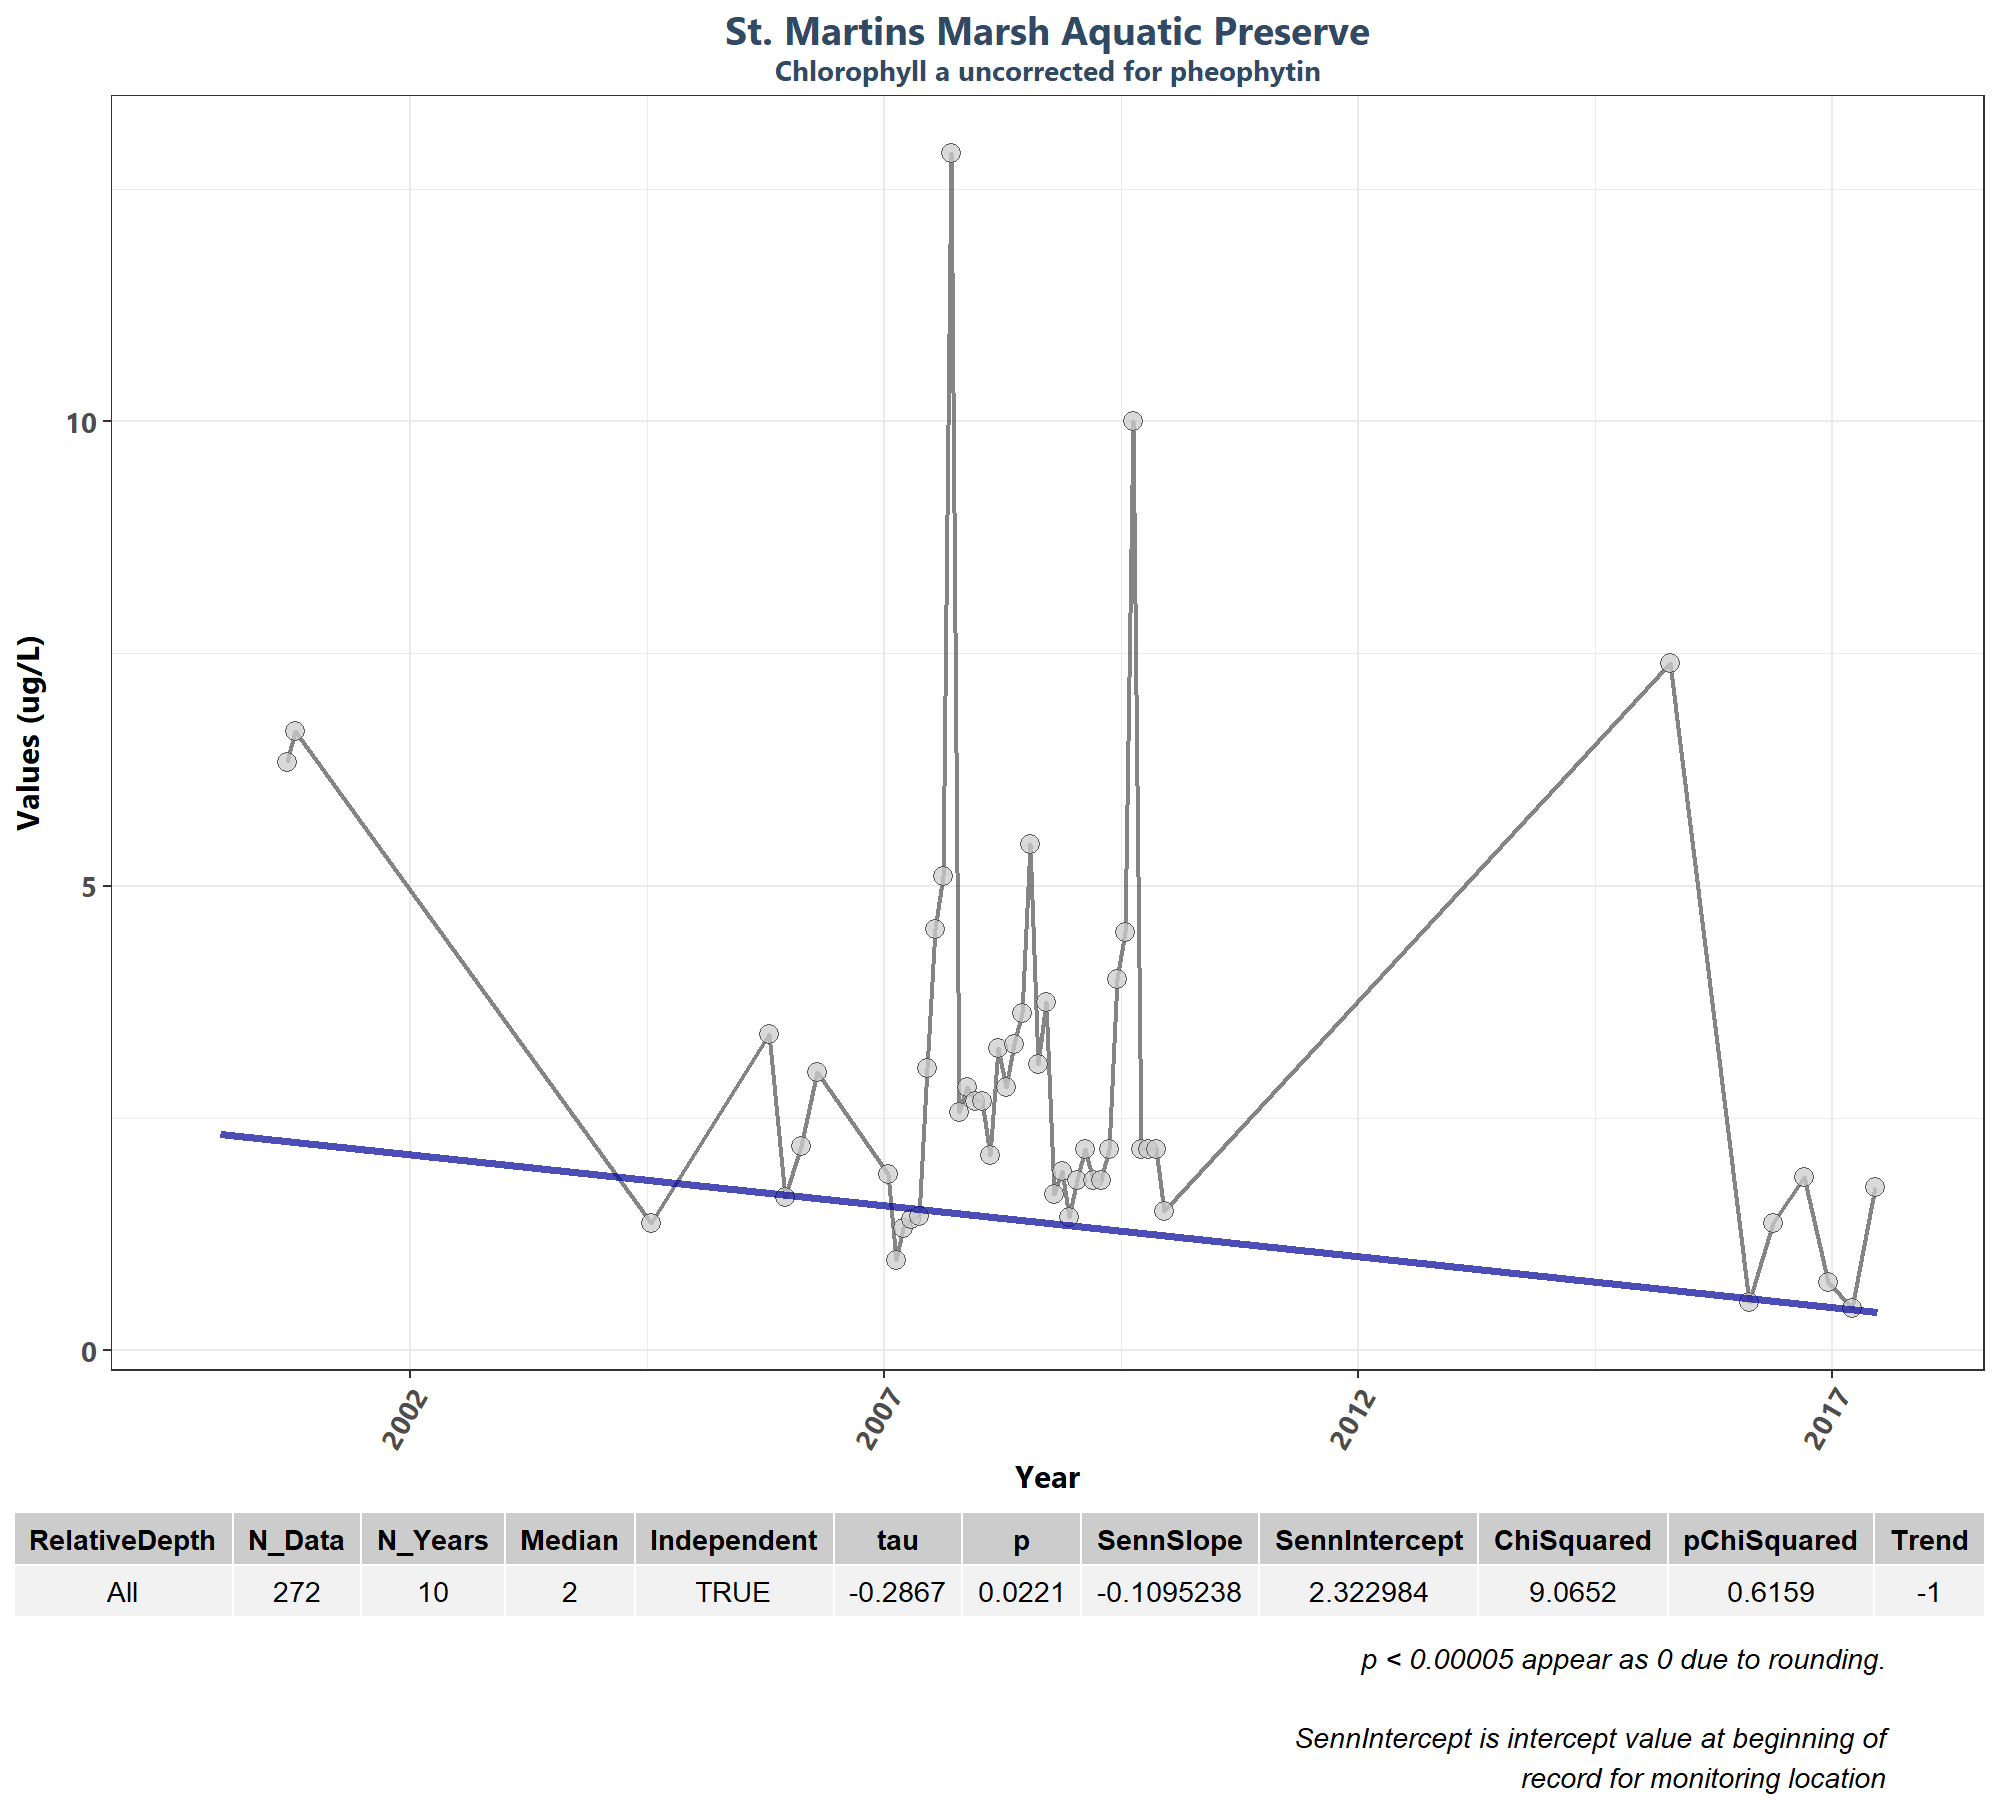 St. Martins Marsh Aquatic Preserve
Chlorophyll a uncorrected for pheophytin
Values (ug/L)
10
5
0
2002
2007
2012
2017
Year
RelativeDepth N_Data N_Years Median Independent tau p SennSlope SennIntercept ChiSquared pChiSquared Trend
All 272 10 2 TRUE -0.2867 0.0221 -0.1095238 2.322984 9.0652 0.6159 -1
p < 0.00005 appear as 0 due to rounding.
SennIntercept is intercept value at beginning of
record for monitoring location